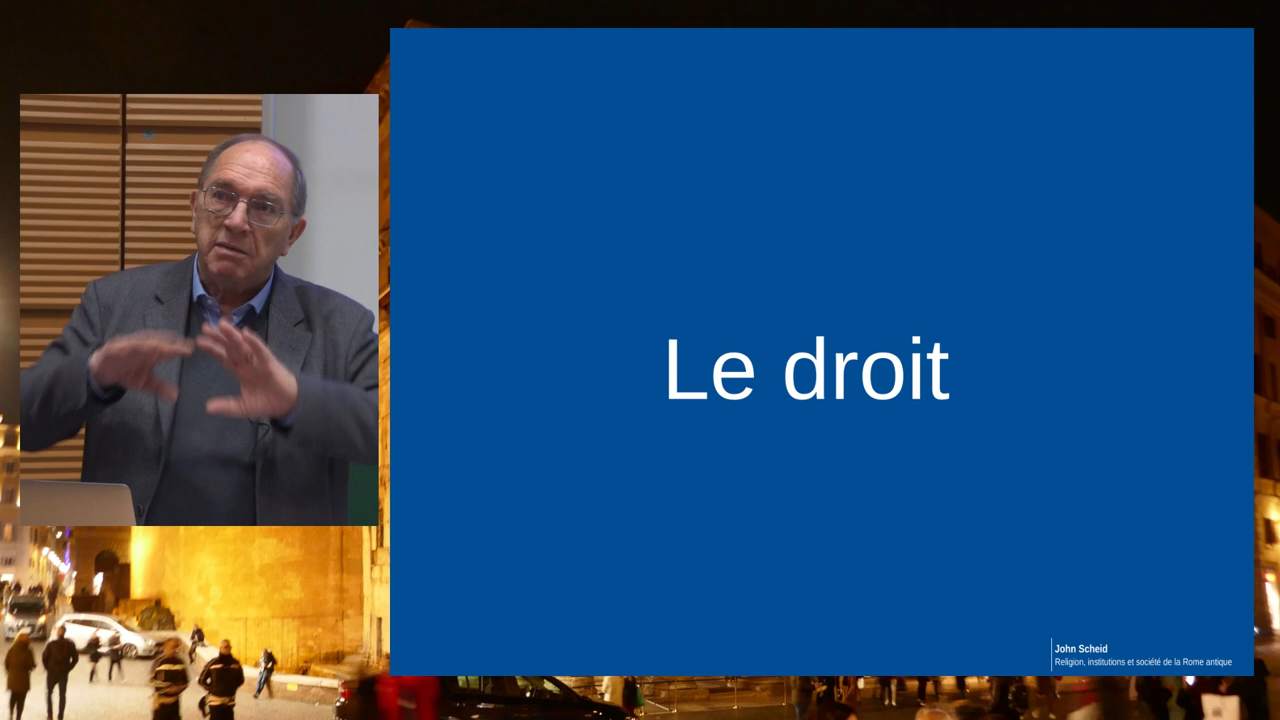 Le droit
John Scheid
Religion, institutions et société de la Rome antique